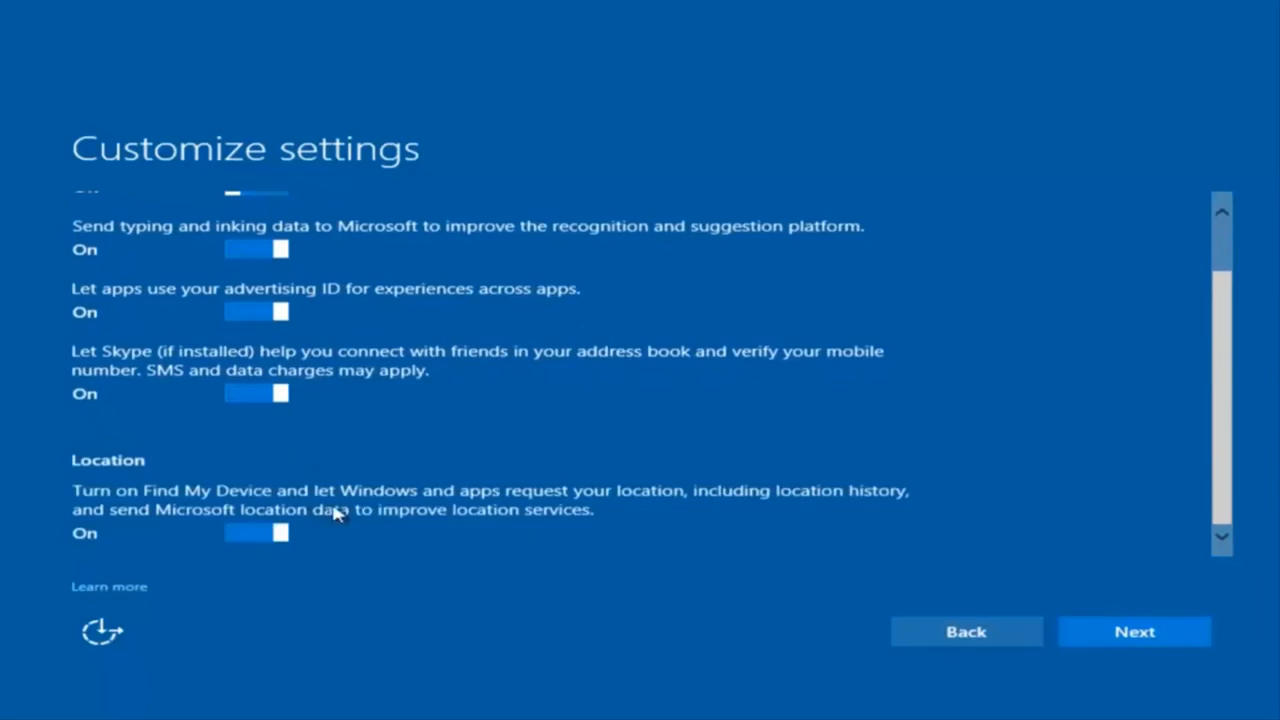 Customize settings
Send typing and inking data to Microsoft to improve the recognition and suggestion platform.
On
Let apps use your advertising ID for experiences across apps.
On
Let Skype (if installed) help you connect with friends in your address book and verify your mobile
number. SMS and data charges may apply.
On
Location
Turn on Find My Device and let Windows and apps request your location, including location history,
and send Microsoft location data to improve location services.
On
Learn more
Back
Next